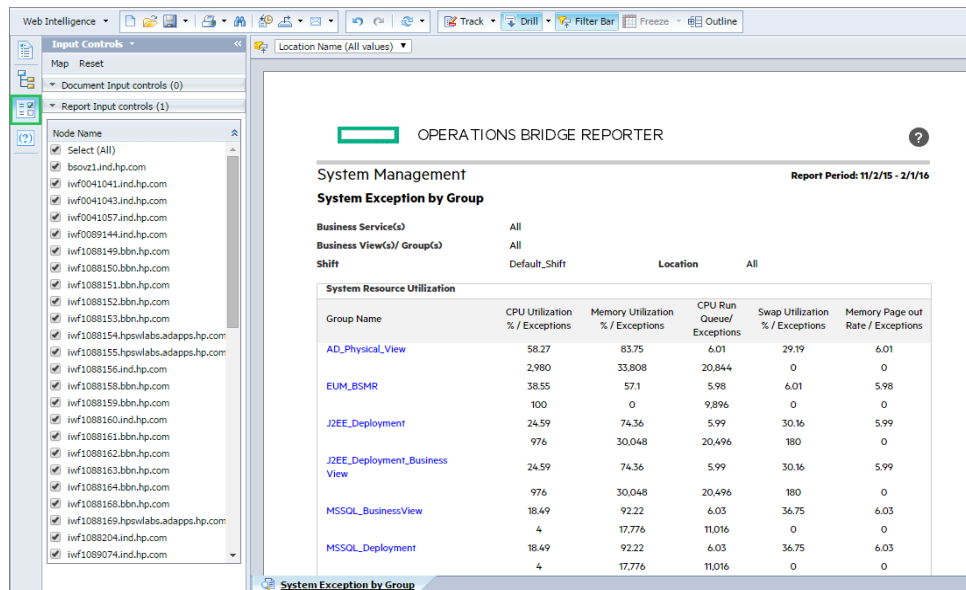 Web Intelligence Track Drill Filter Bar Freeze Outline
Input Controls «
Map Reset
Document Input controls (0)
Report Input controls (1)
Node Name
Select (All)
bsovz1.ind.hp.com
iwf0041041.ind.hp.com
iwf0041043.ind.hp.com
iwf0041057.ind.hp.com
iwf0089144.ind.hp.com
iwf1088149.bbn.hp.com
iwf1088150.bbn.hp.com
iwf1088151.bbn.hp.com
iwf1088152.bbn.hp.com
iwf1088153.bbn.hp.com
iwf1088154.hpswlabs.adapps.hp.com
iwf1088155.hpswlabs.adapps.hp.com
iwf1088156.ind.hp.com
iwf1088158.bbn.hp.com
iwf1088159.bbn.hp.com
iwf1088160.ind.hp.com
iwf1088161.bbn.hp.com
iwf1088162.bbn.hp.com
iwf1088163.bbn.hp.com
iwf1088164.bbn.hp.com
iwf1088168.bbn.hp.com
iwf1088169.hpswlabs.adapps.hp.com
iwf1088204.ind.hp.com
iwf1089074.ind.hp.com
Location Name (All values)
OPERATIONS BRIDGE REPORTER ?
System Management Report Period: 11/2/15 - 2/1/16
System Exception by Group
Business Service(s) All
Business View(s)/ Group(s) All
Shift Default_Shift Location All
System Resource Utilization
Group Name CPU Utilization % / Exceptions Memory Utilization % / Exceptions CPU Run Queue/ Exceptions Swap Utilization % / Exceptions Memory Page out Rate / Exceptions
AD_Physical_View 58.27 83.75 6.01 29.19 6.01
2,980 33,808 20,844 0 0
EUM_BSMR 38.55 57.1 5.98 6.01 5.98
100 0 9,896 0 0
J2EE_Deployment 24.59 74.36 5.99 30.16 5.99
976 30,048 20,496 180 0
J2EE_Deployment_Business View 24.59 74.36 5.99 30.16 5.99
976 30,048 20,496 180 0
MSSQL_BusinessView 18.49 92.22 6.03 36.75 6.03
4 17,776 11,016 0 0
MSSQL_Deployment 18.49 92.22 6.03 36.75 6.03
4 17,776 11,016 0 0
System Exception by Group